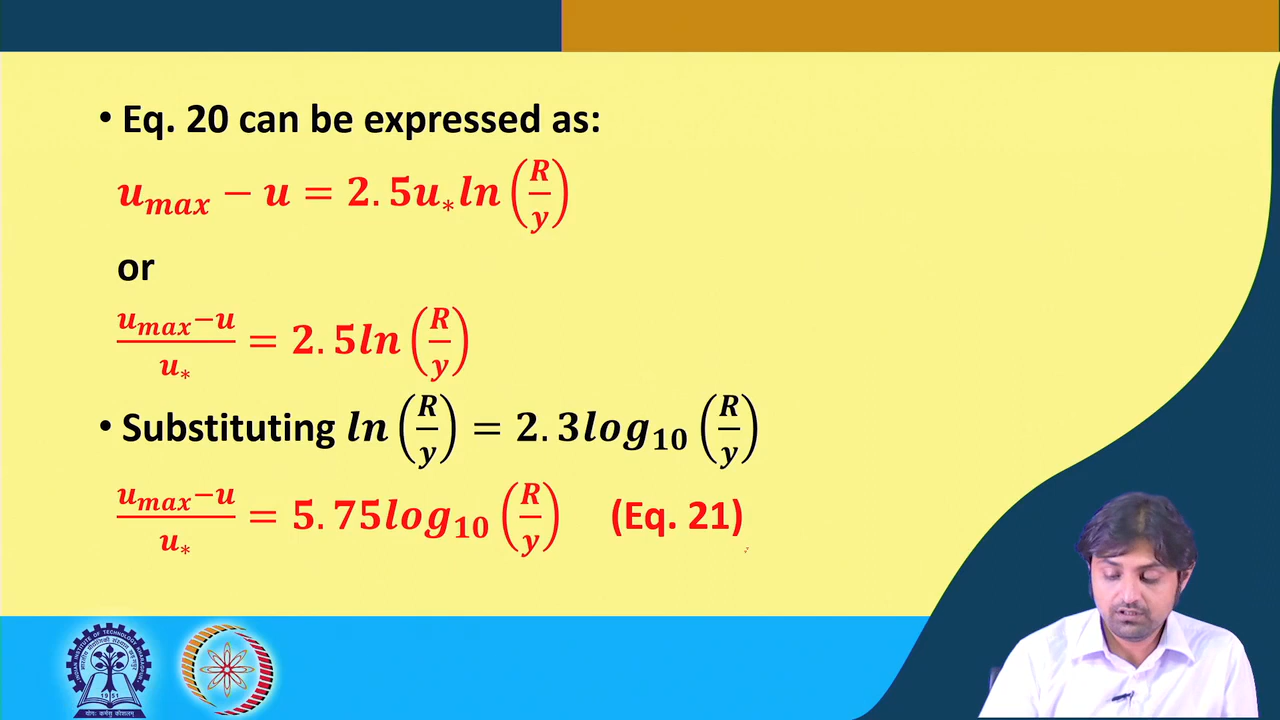 • Eq. 20 can be expressed as:
u_max − u = 2.5u_* ln(R/y)
or
(u_max−u)/u_* = 2.5ln(R/y)
• Substituting ln(R/y) = 2.3log_10(R/y)
(u_max−u)/u_* = 5.75log_10(R/y) (Eq. 21)
1951